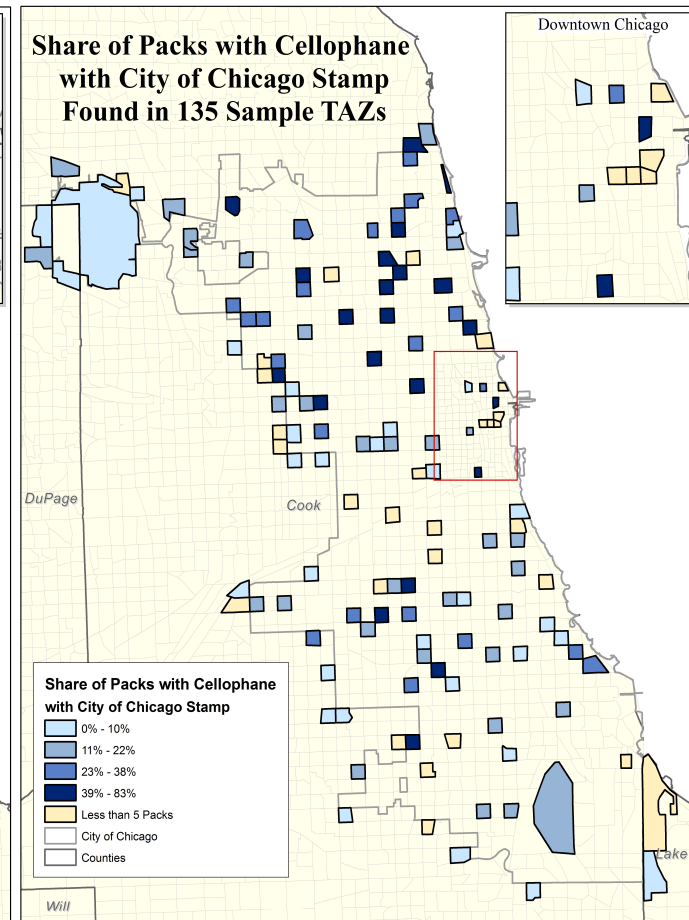 Share of Packs with Cellophane
with City of Chicago Stamp
Found in 135 Sample TAZs
Downtown Chicago
DuPage
Cook
Share of Packs with Cellophane
with City of Chicago Stamp
0% - 10%
11% - 22%
23% - 38%
39% - 83%
Less than 5 Packs
City of Chicago
Counties
Lake
Will